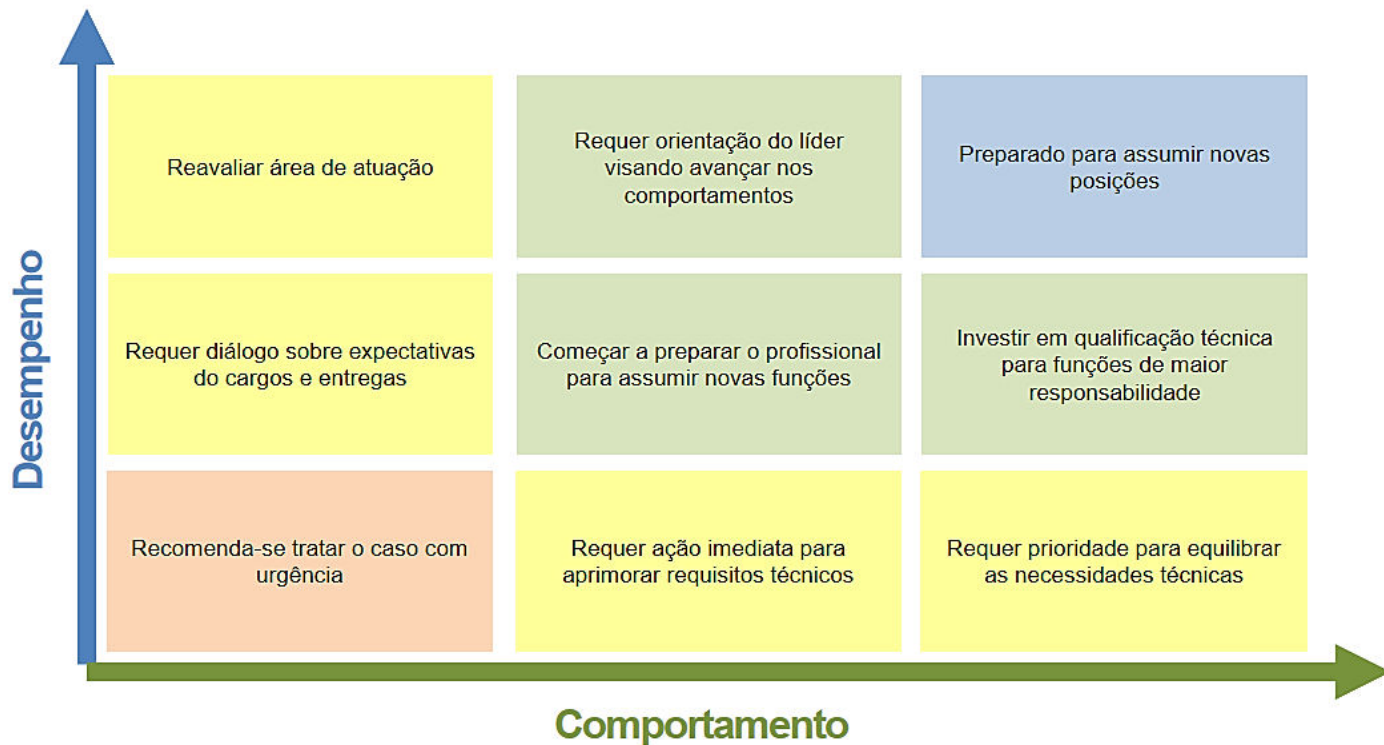 Desempenho
Reavaliar área de atuação
Requer orientação do líder
visando avançar nos
comportamentos
Preparado para assumir novas
posições
Requer diálogo sobre expectativas
do cargos e entregas
Começar a preparar o profissional
para assumir novas funções
Investir em qualificação técnica
para funções de maior
responsabilidade
Recomenda-se tratar o caso com
urgência
Requer ação imediata para
aprimorar requisitos técnicos
Requer prioridade para equilibrar
as necessidades técnicas
Comportamento